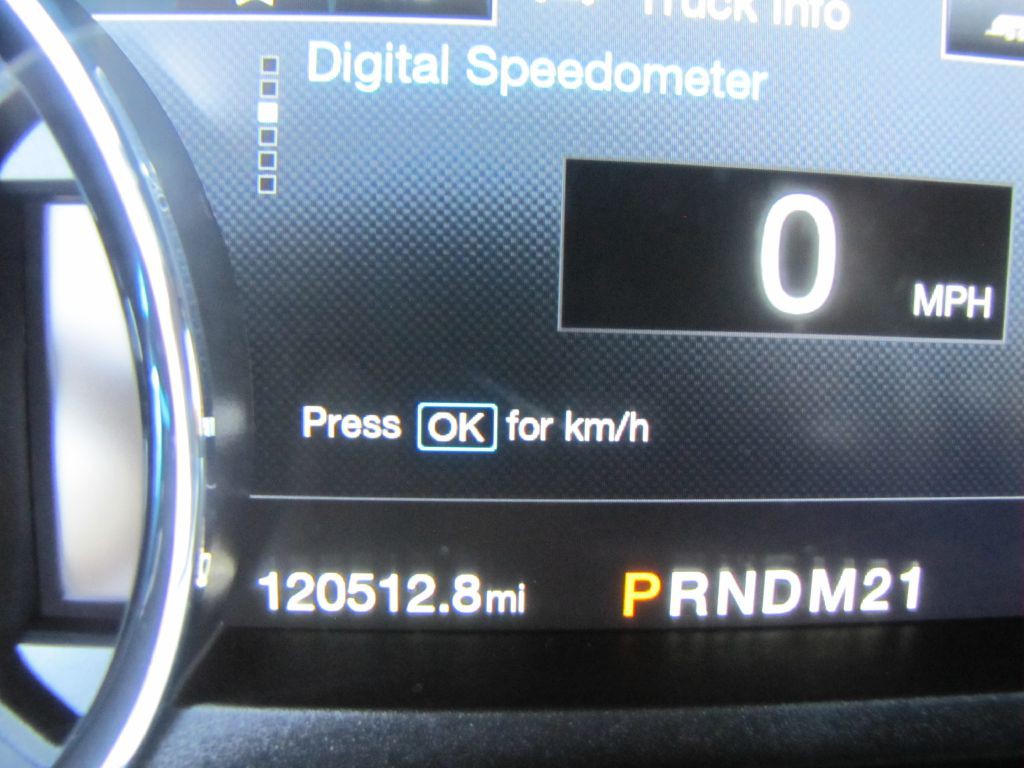 Truck Info
Digital Speedometer
0 MPH
Press OK for km/h
120512.8mi PRNDM21